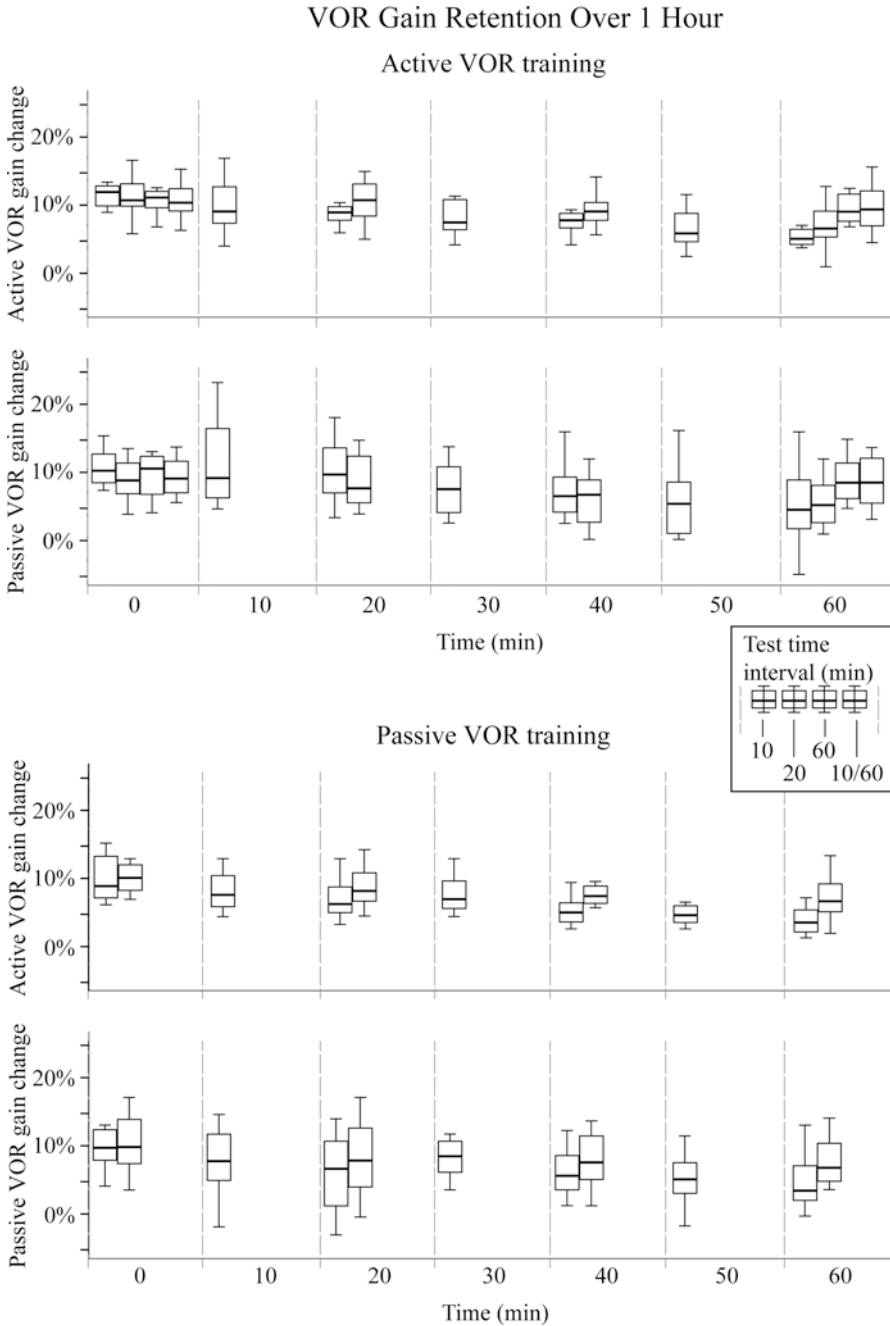 VOR Gain Retention Over 1 Hour
Active VOR training
Active VOR gain change
20%
10%
0%
Passive VOR gain change
20%
10%
0%
0 10 20 30 40 50 60
Time (min)
Test time
interval (min)
10 60
20 10/60
Passive VOR training
Active VOR gain change
20%
10%
0%
Passive VOR gain change
20%
10%
0%
0 10 20 30 40 50 60
Time (min)